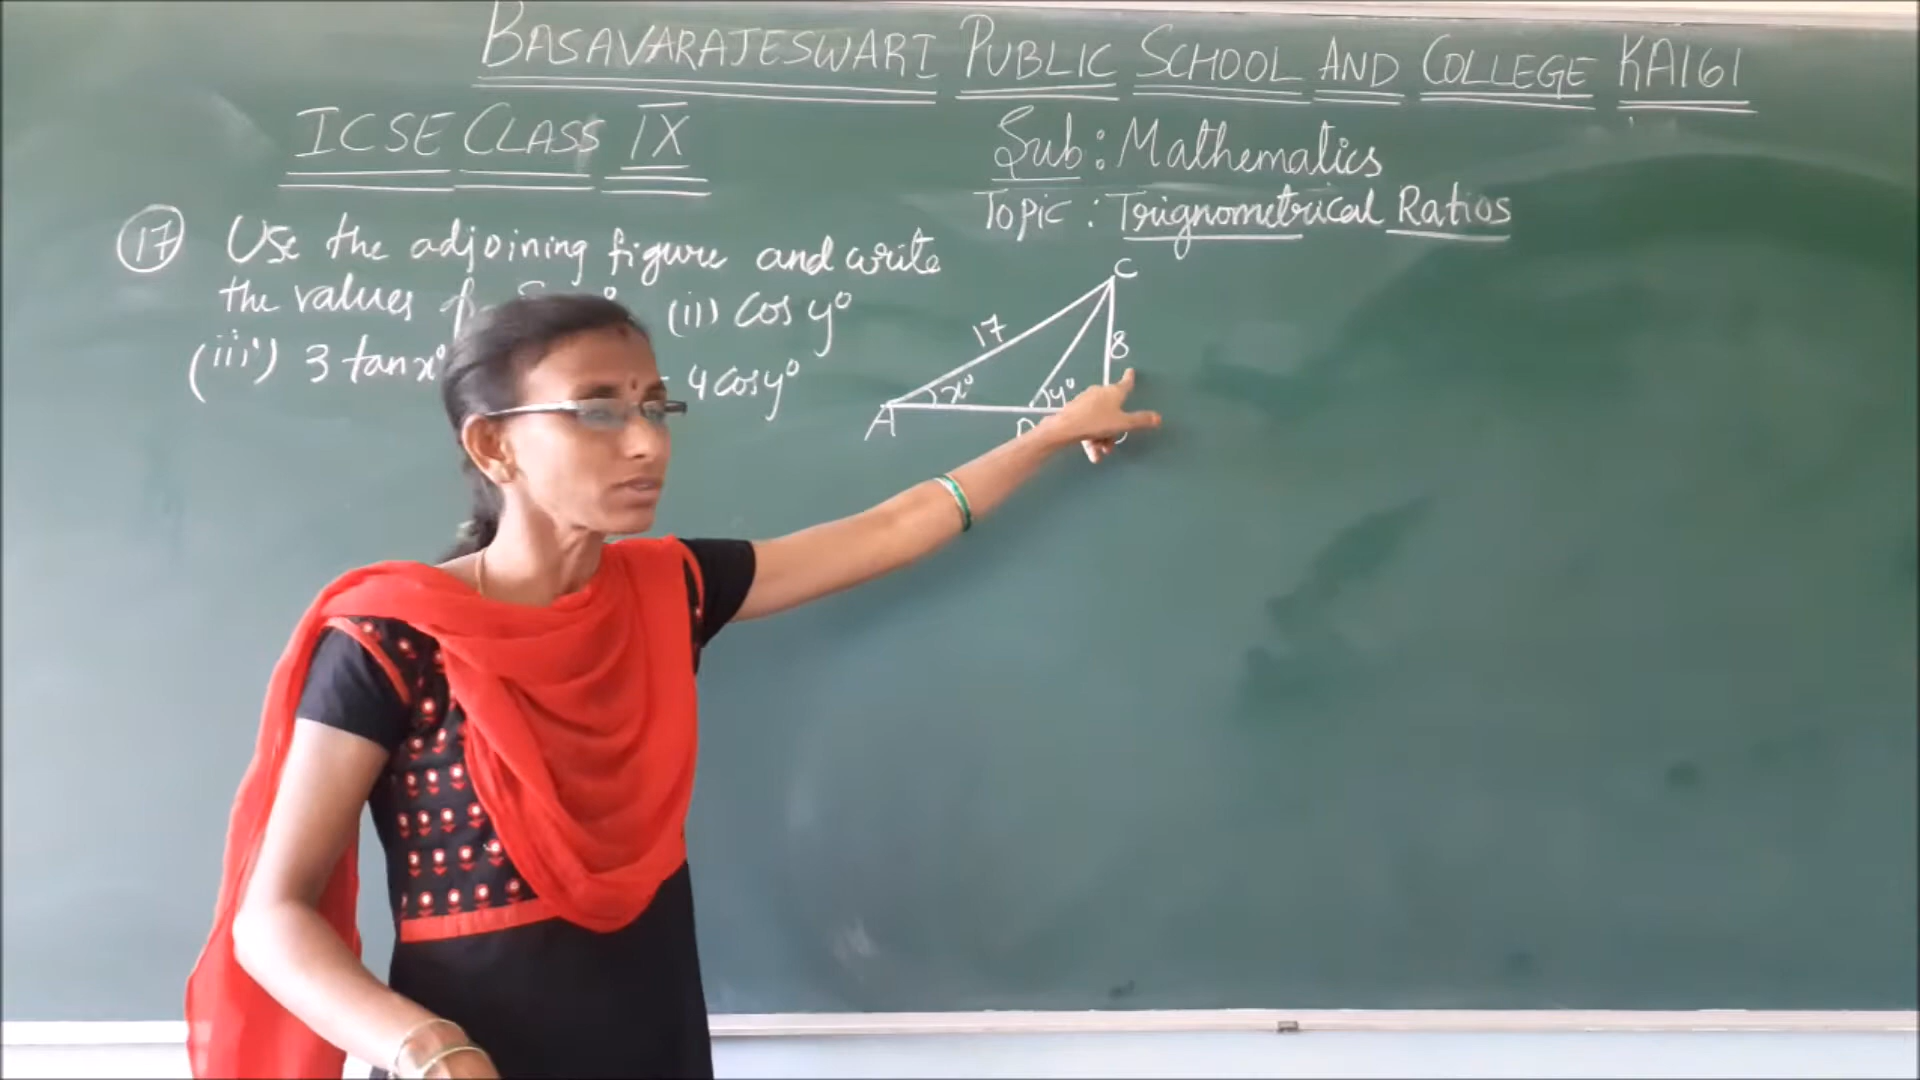 BASAVARAJESWARI PUBLIC SCHOOL AND COLLEGE KA161
ICSE CLASS IX
Sub: Mathematics
Topic: Trignometrical Ratios
17 Use the adjoining figure and write
the values (ii) cos y°
(iii) 3 tan x° - 4 cos y°
C
17
8
x°
y°
A
D